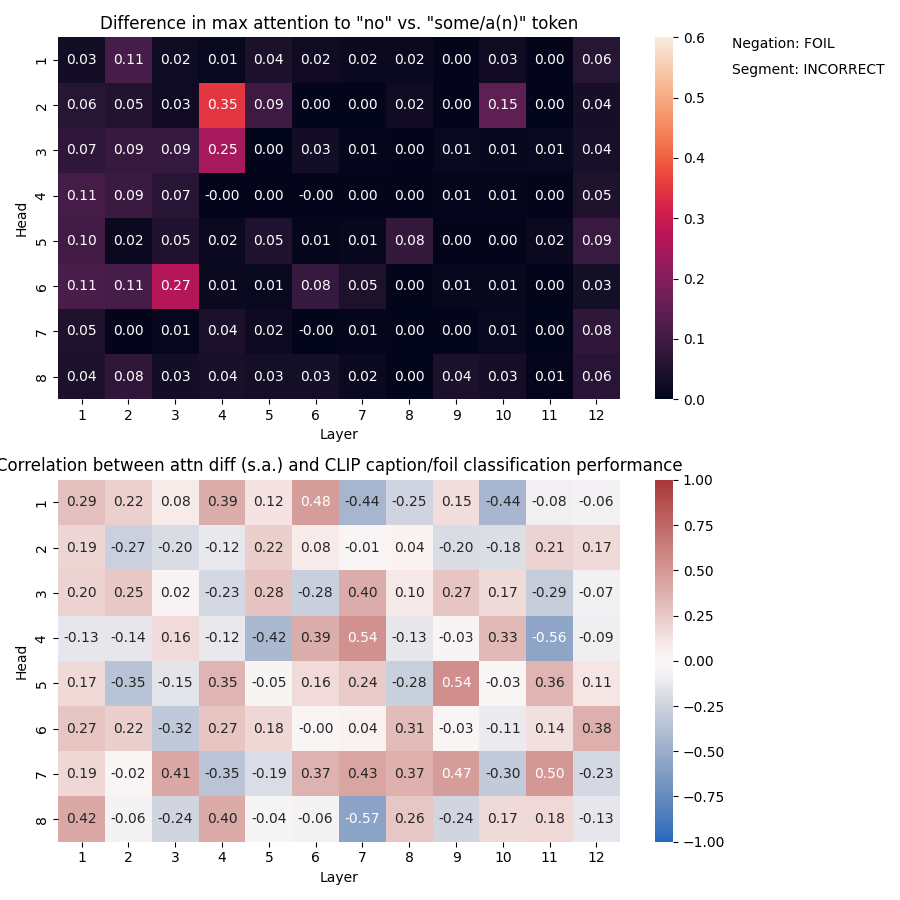 Difference in max attention to "no" vs. "some/a(n)" token
Negation: FOIL
Segment: INCORRECT
Head
1 0.03 0.11 0.02 0.01 0.04 0.02 0.02 0.02 0.00 0.03 0.00 0.06
2 0.06 0.05 0.03 0.35 0.09 0.00 0.00 0.02 0.00 0.15 0.00 0.04
3 0.07 0.09 0.09 0.25 0.00 0.03 0.01 0.00 0.01 0.01 0.01 0.04
4 0.11 0.09 0.07 -0.00 0.00 -0.00 0.00 0.00 0.01 0.01 0.00 0.05
5 0.10 0.02 0.05 0.02 0.05 0.01 0.01 0.08 0.00 0.00 0.02 0.09
6 0.11 0.11 0.27 0.01 0.01 0.08 0.05 0.00 0.01 0.01 0.00 0.03
7 0.05 0.00 0.01 0.04 0.02 -0.00 0.01 0.00 0.00 0.01 0.00 0.08
8 0.04 0.08 0.03 0.04 0.03 0.03 0.02 0.00 0.04 0.03 0.01 0.06
1 2 3 4 5 6 7 8 9 10 11 12
Layer
0.6
0.5
0.4
0.3
0.2
0.1
0.0
Correlation between attn diff (s.a.) and CLIP caption/foil classification performance
Head
1 0.29 0.22 0.08 0.39 0.12 0.48 -0.44 -0.25 0.15 -0.44 -0.08 -0.06
2 0.19 -0.27 -0.20 -0.12 0.22 0.08 -0.01 0.04 -0.20 -0.18 0.21 0.17
3 0.20 0.25 0.02 -0.23 0.28 -0.28 0.40 0.10 0.27 0.17 -0.29 -0.07
4 -0.13 -0.14 0.16 -0.12 -0.42 0.39 0.54 -0.13 -0.03 0.33 -0.56 -0.09
5 0.17 -0.35 -0.15 0.35 -0.05 0.16 0.24 -0.28 0.54 -0.03 0.36 0.11
6 0.27 0.22 -0.32 0.27 0.18 -0.00 0.04 0.31 -0.03 -0.11 0.14 0.38
7 0.19 -0.02 0.41 -0.35 -0.19 0.37 0.43 0.37 0.47 -0.30 0.50 -0.23
8 0.42 -0.06 -0.24 0.40 -0.04 -0.06 -0.57 0.26 -0.24 0.17 0.18 -0.13
1 2 3 4 5 6 7 8 9 10 11 12
Layer
1.00
0.75
0.50
0.25
0.00
−0.25
−0.50
−0.75
−1.00